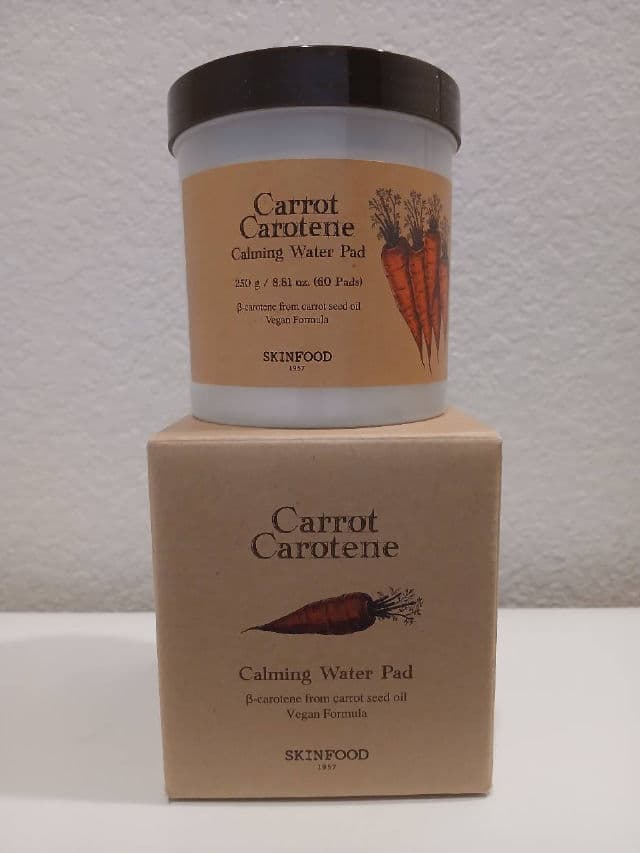 Carrot
Carotene
Calming Water Pad
250 g / 8.81 oz. (60 Pads)
β-carotene from carrot seed oil
Vegan Formula
SKINFOOD
1957
Carrot
Carotene
Calming Water Pad
β-carotene from carrot seed oil
Vegan Formula
SKINFOOD
1957